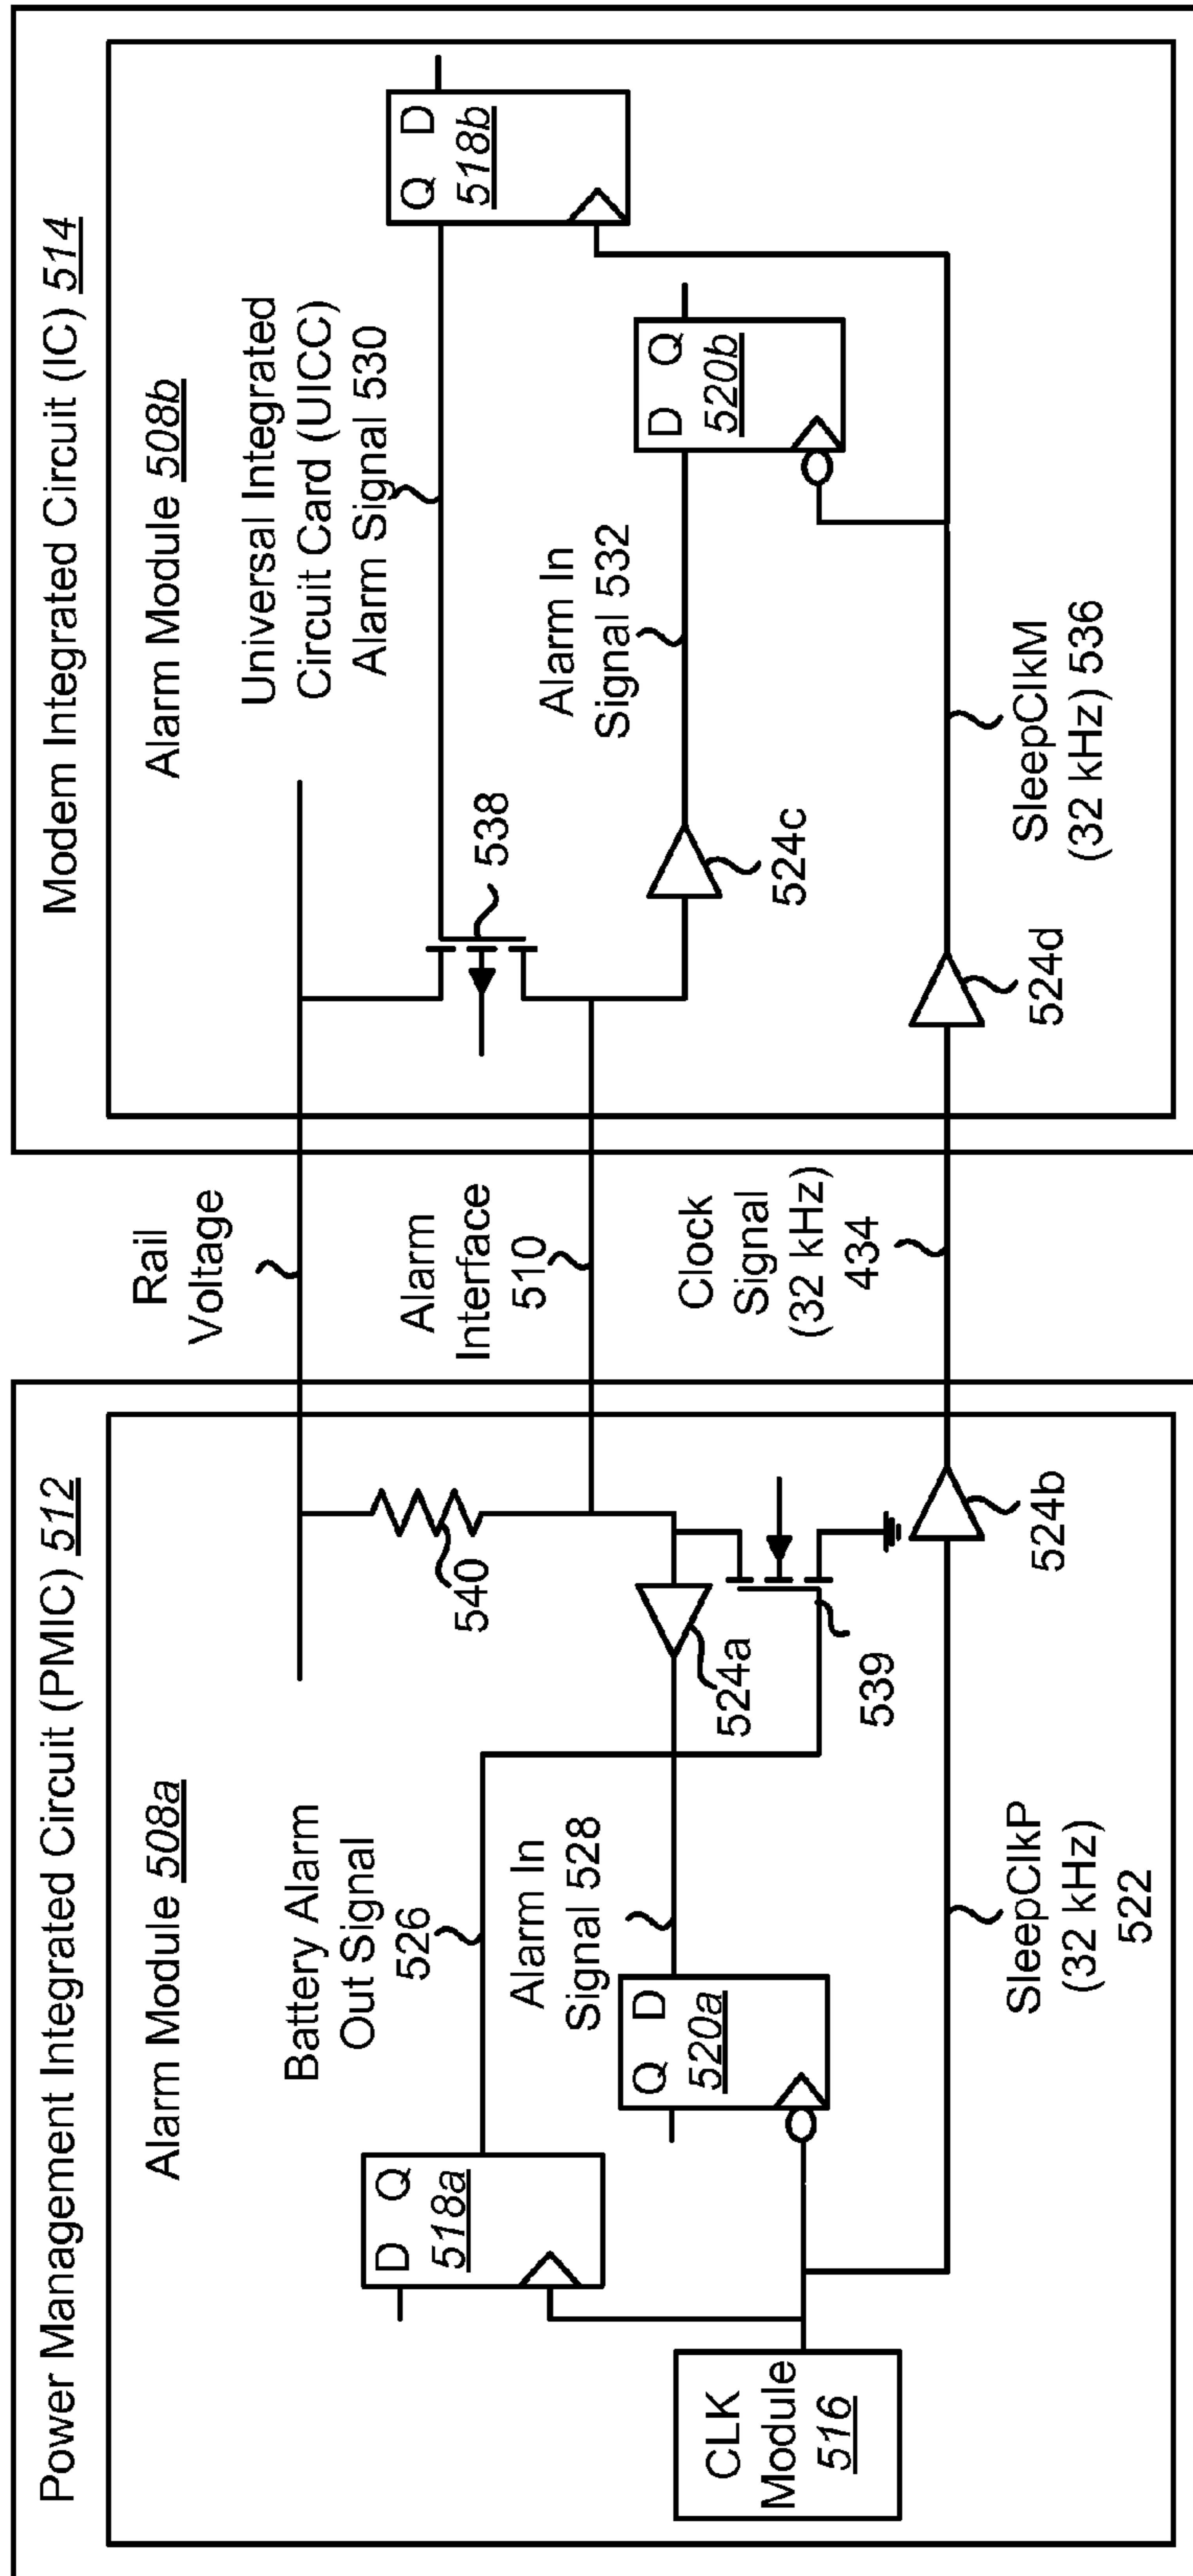 Power Management Integrated Circuit (PMIC) 512
Alarm Module 508a
Battery Alarm
Out Signal
526
Alarm In
Signal 528
D Q
518a
Q D
520a
CLK
Module
516
540
524a
539
524b
SleepClkP
(32 kHz)
522
Rail
Voltage
Alarm
Interface
510
Clock
Signal
(32 kHz)
434
Modem Integrated Circuit (IC) 514
Alarm Module 508b
Universal Integrated
Circuit Card (UICC)
Alarm Signal 530
538
Alarm In
Signal 532
Q D
518b
D Q
520b
524c
524d
SleepClkM
(32 kHz) 536